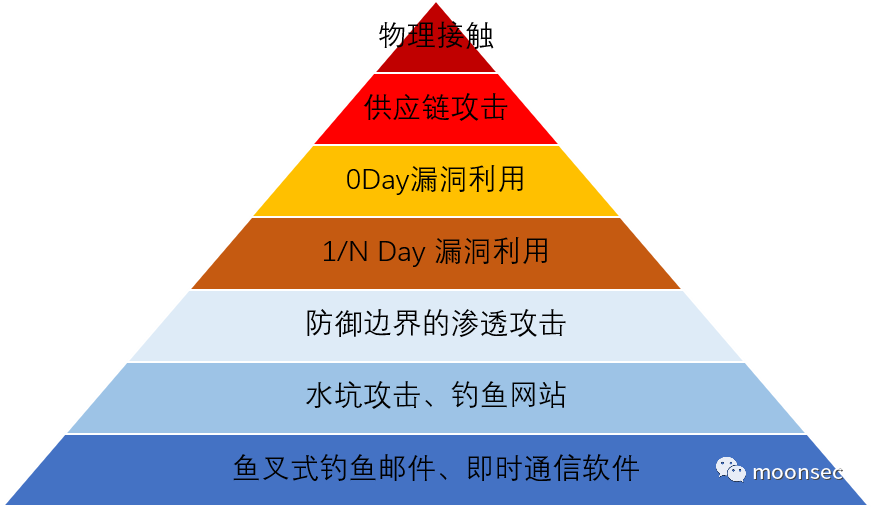 物理接触
供应链攻击
0Day漏洞利用
1/N Day 漏洞利用
防御边界的渗透攻击
水坑攻击、钓鱼网站
鱼叉式钓鱼邮件、即时通信软件
moonsec